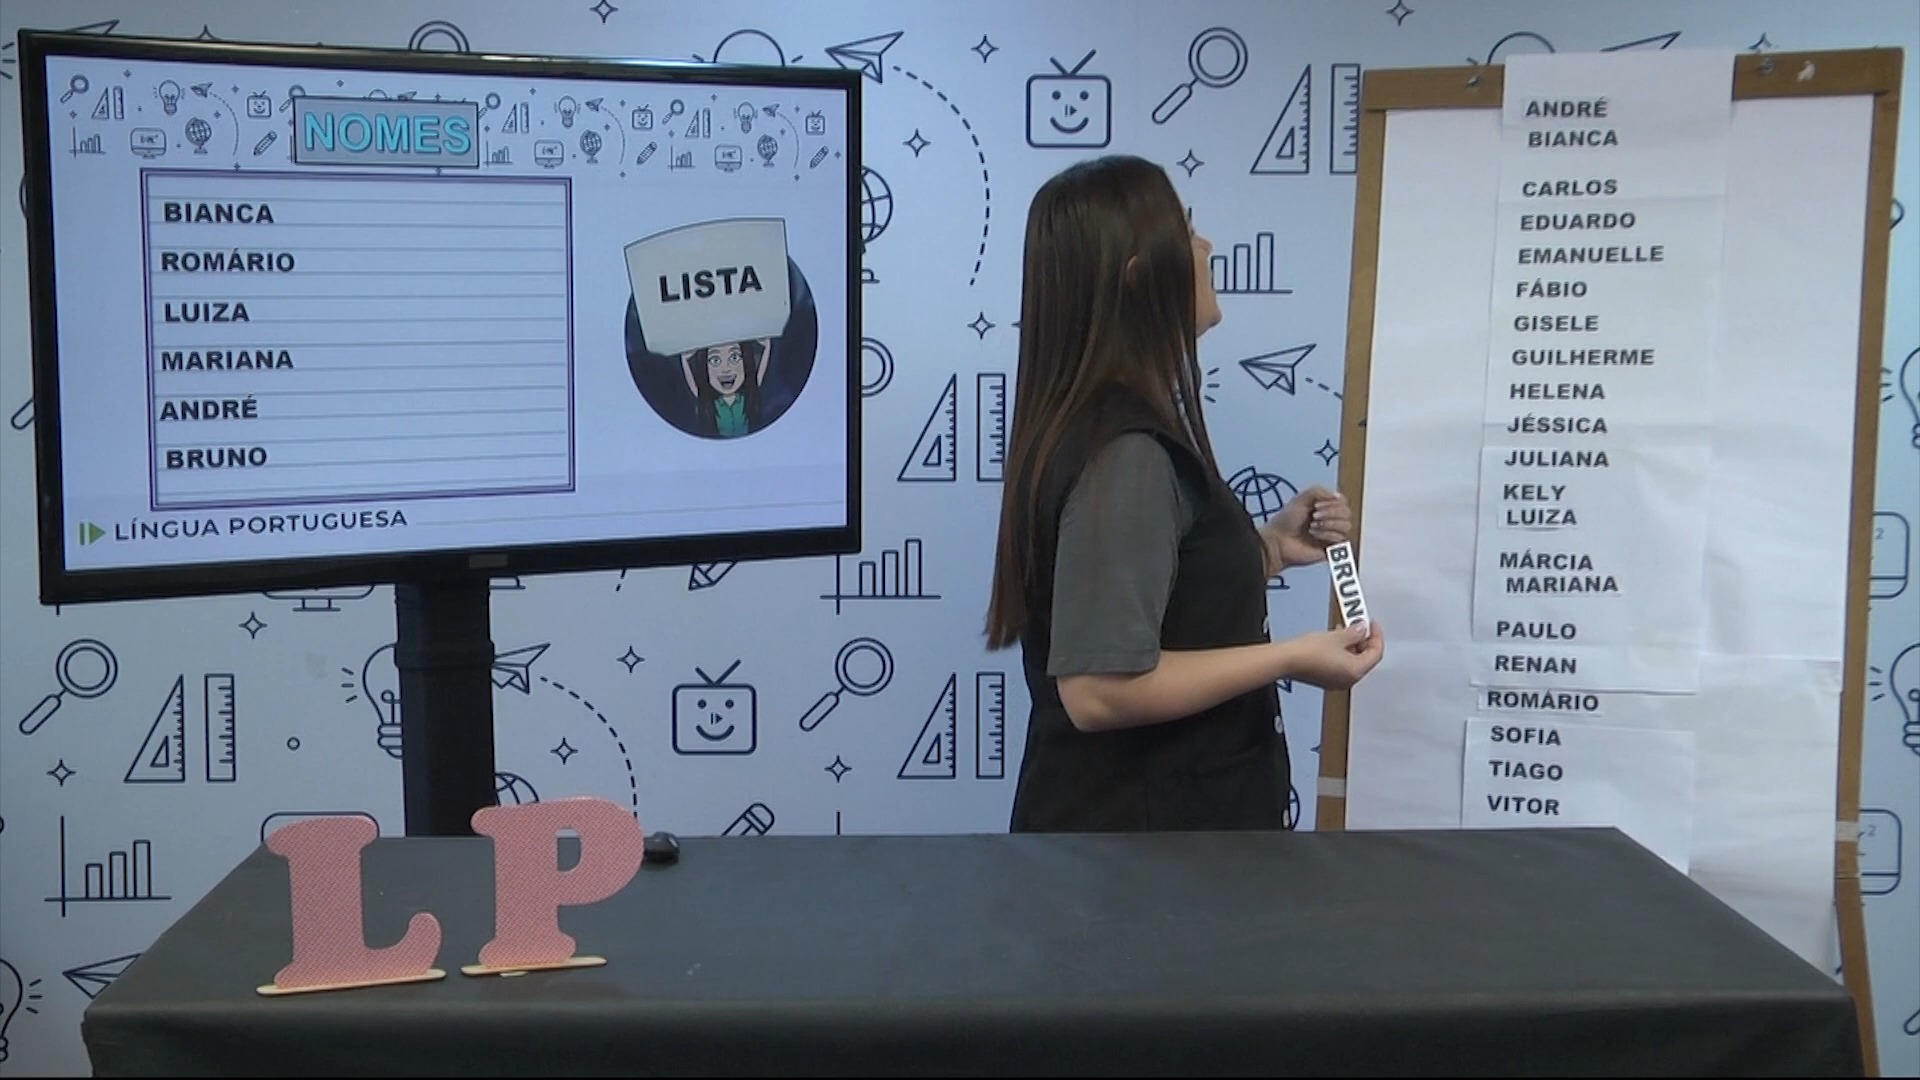 NOMES
BIANCA
ROMÁRIO
LUIZA
MARIANA
ANDRÉ
BRUNO
LISTA
LÍNGUA PORTUGUESA
LP
BRUNO
ANDRÉ
BIANCA
CARLOS
EDUARDO
EMANUELLE
FÁBIO
GISELE
GUILHERME
HELENA
JÉSSICA
JULIANA
KELY
LUIZA
MÁRCIA
MARIANA
PAULO
RENAN
ROMÁRIO
SOFIA
TIAGO
VITOR